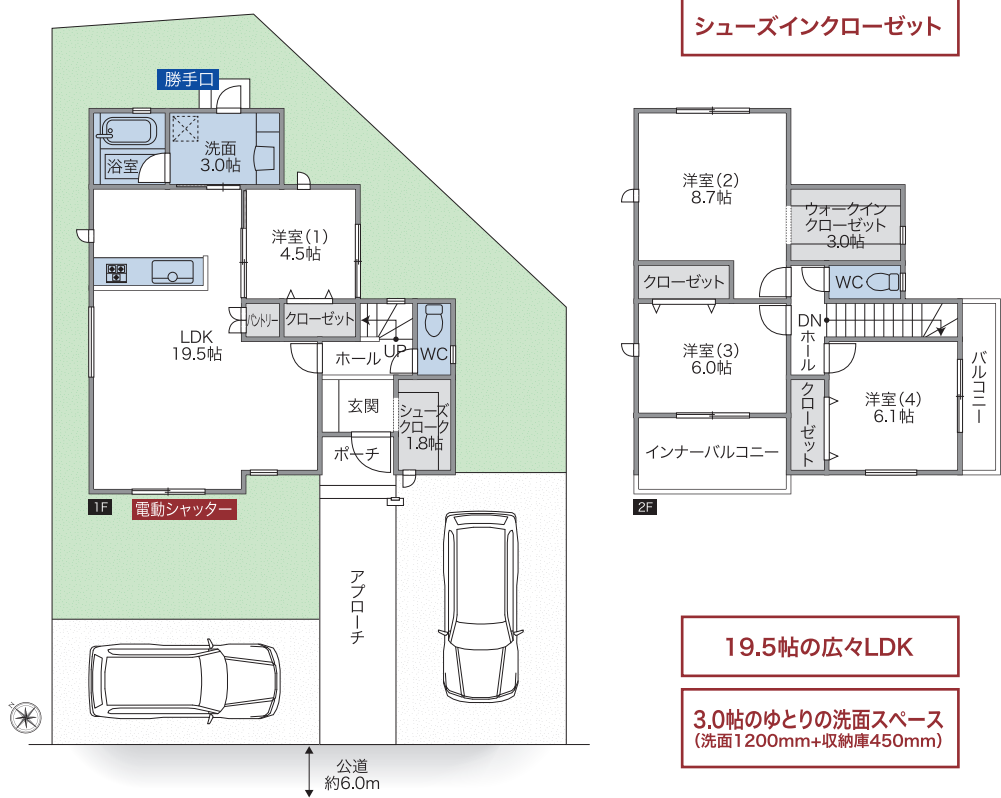 シューズインクローゼット
勝手口
浴室
洗面
3.0帖
洋室(1)
4.5帖
LDK
19.5帖
パントリー
クローゼット
ホール
UP
WC
玄関
シューズ
クローク
1.8帖
ポーチ
1F
電動シャッター
アプローチ
N
公道
約6.0m
洋室(2)
8.7帖
ウォークイン
クローゼット
3.0帖
クローゼット
WC
DN
ホール
洋室(3)
6.0帖
クローゼット
洋室(4)
6.1帖
バルコニー
インナーバルコニー
2F
19.5帖の広々LDK
3.0帖のゆとりの洗面スペース
(洗面1200mm+収納庫450mm)